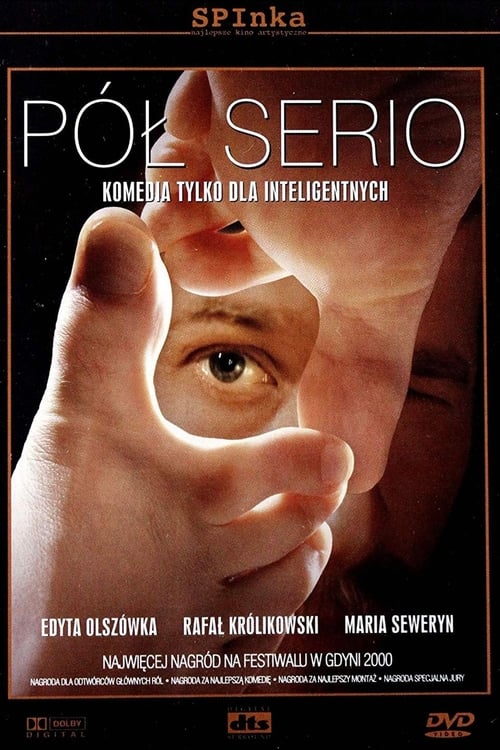 SPInka
najlepsze kino artystyczne
PÓŁ SERIO
KOMEDIA TYLKO DLA INTELIGENTNYCH
EDYTA OLSZÓWKA RAFAŁ KRÓLIKOWSKI MARIA SEWERYN
NAJWIĘCEJ NAGRÓD NA FESTIWALU W GDYNI 2000
NAGRODA DLA ODTWÓRCÓW GŁÓWNYCH RÓL • NAGRODA ZA NAJLEPSZĄ KOMEDIĘ • NAGRODA ZA NAJLEPSZY MONTAŻ • NAGRODA SPECJALNA JURY
DOLBY
DIGITAL
DIGITAL
dts
SURROUND
DVD
VIDEO